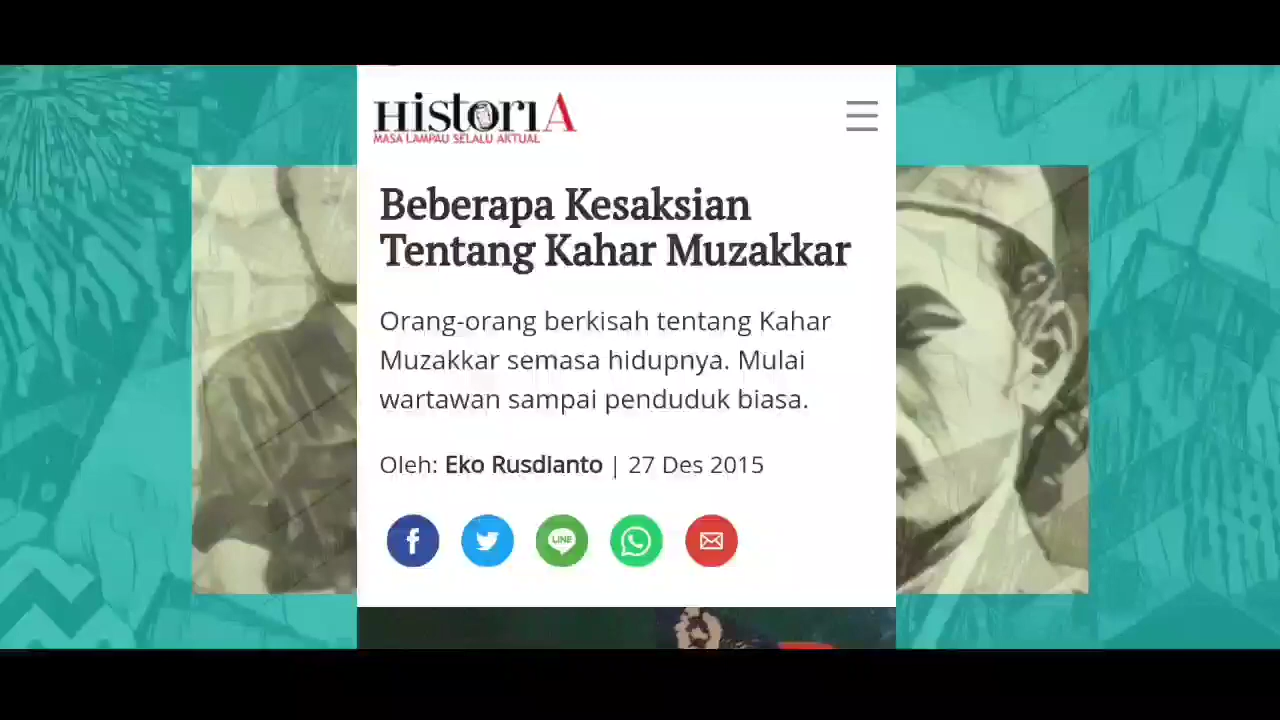 HISTORIA
MASA LAMPAU SELALU AKTUAL
Beberapa Kesaksian
Tentang Kahar Muzakkar
Orang-orang berkisah tentang Kahar
Muzakkar semasa hidupnya. Mulai
wartawan sampai penduduk biasa.
Oleh: Eko Rusdianto | 27 Des 2015
f
LINE